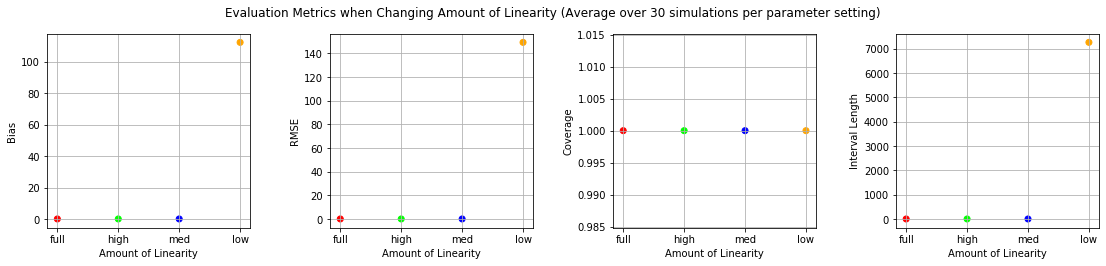 Evaluation Metrics when Changing Amount of Linearity (Average over 30 simulations per parameter setting)
Bias
100
80
60
40
20
0
full high med low
Amount of Linearity
RMSE
140
120
100
80
60
40
20
0
full high med low
Amount of Linearity
Coverage
1.015
1.010
1.005
1.000
0.995
0.990
0.985
full high med low
Amount of Linearity
Interval Length
7000
6000
5000
4000
3000
2000
1000
0
full high med low
Amount of Linearity